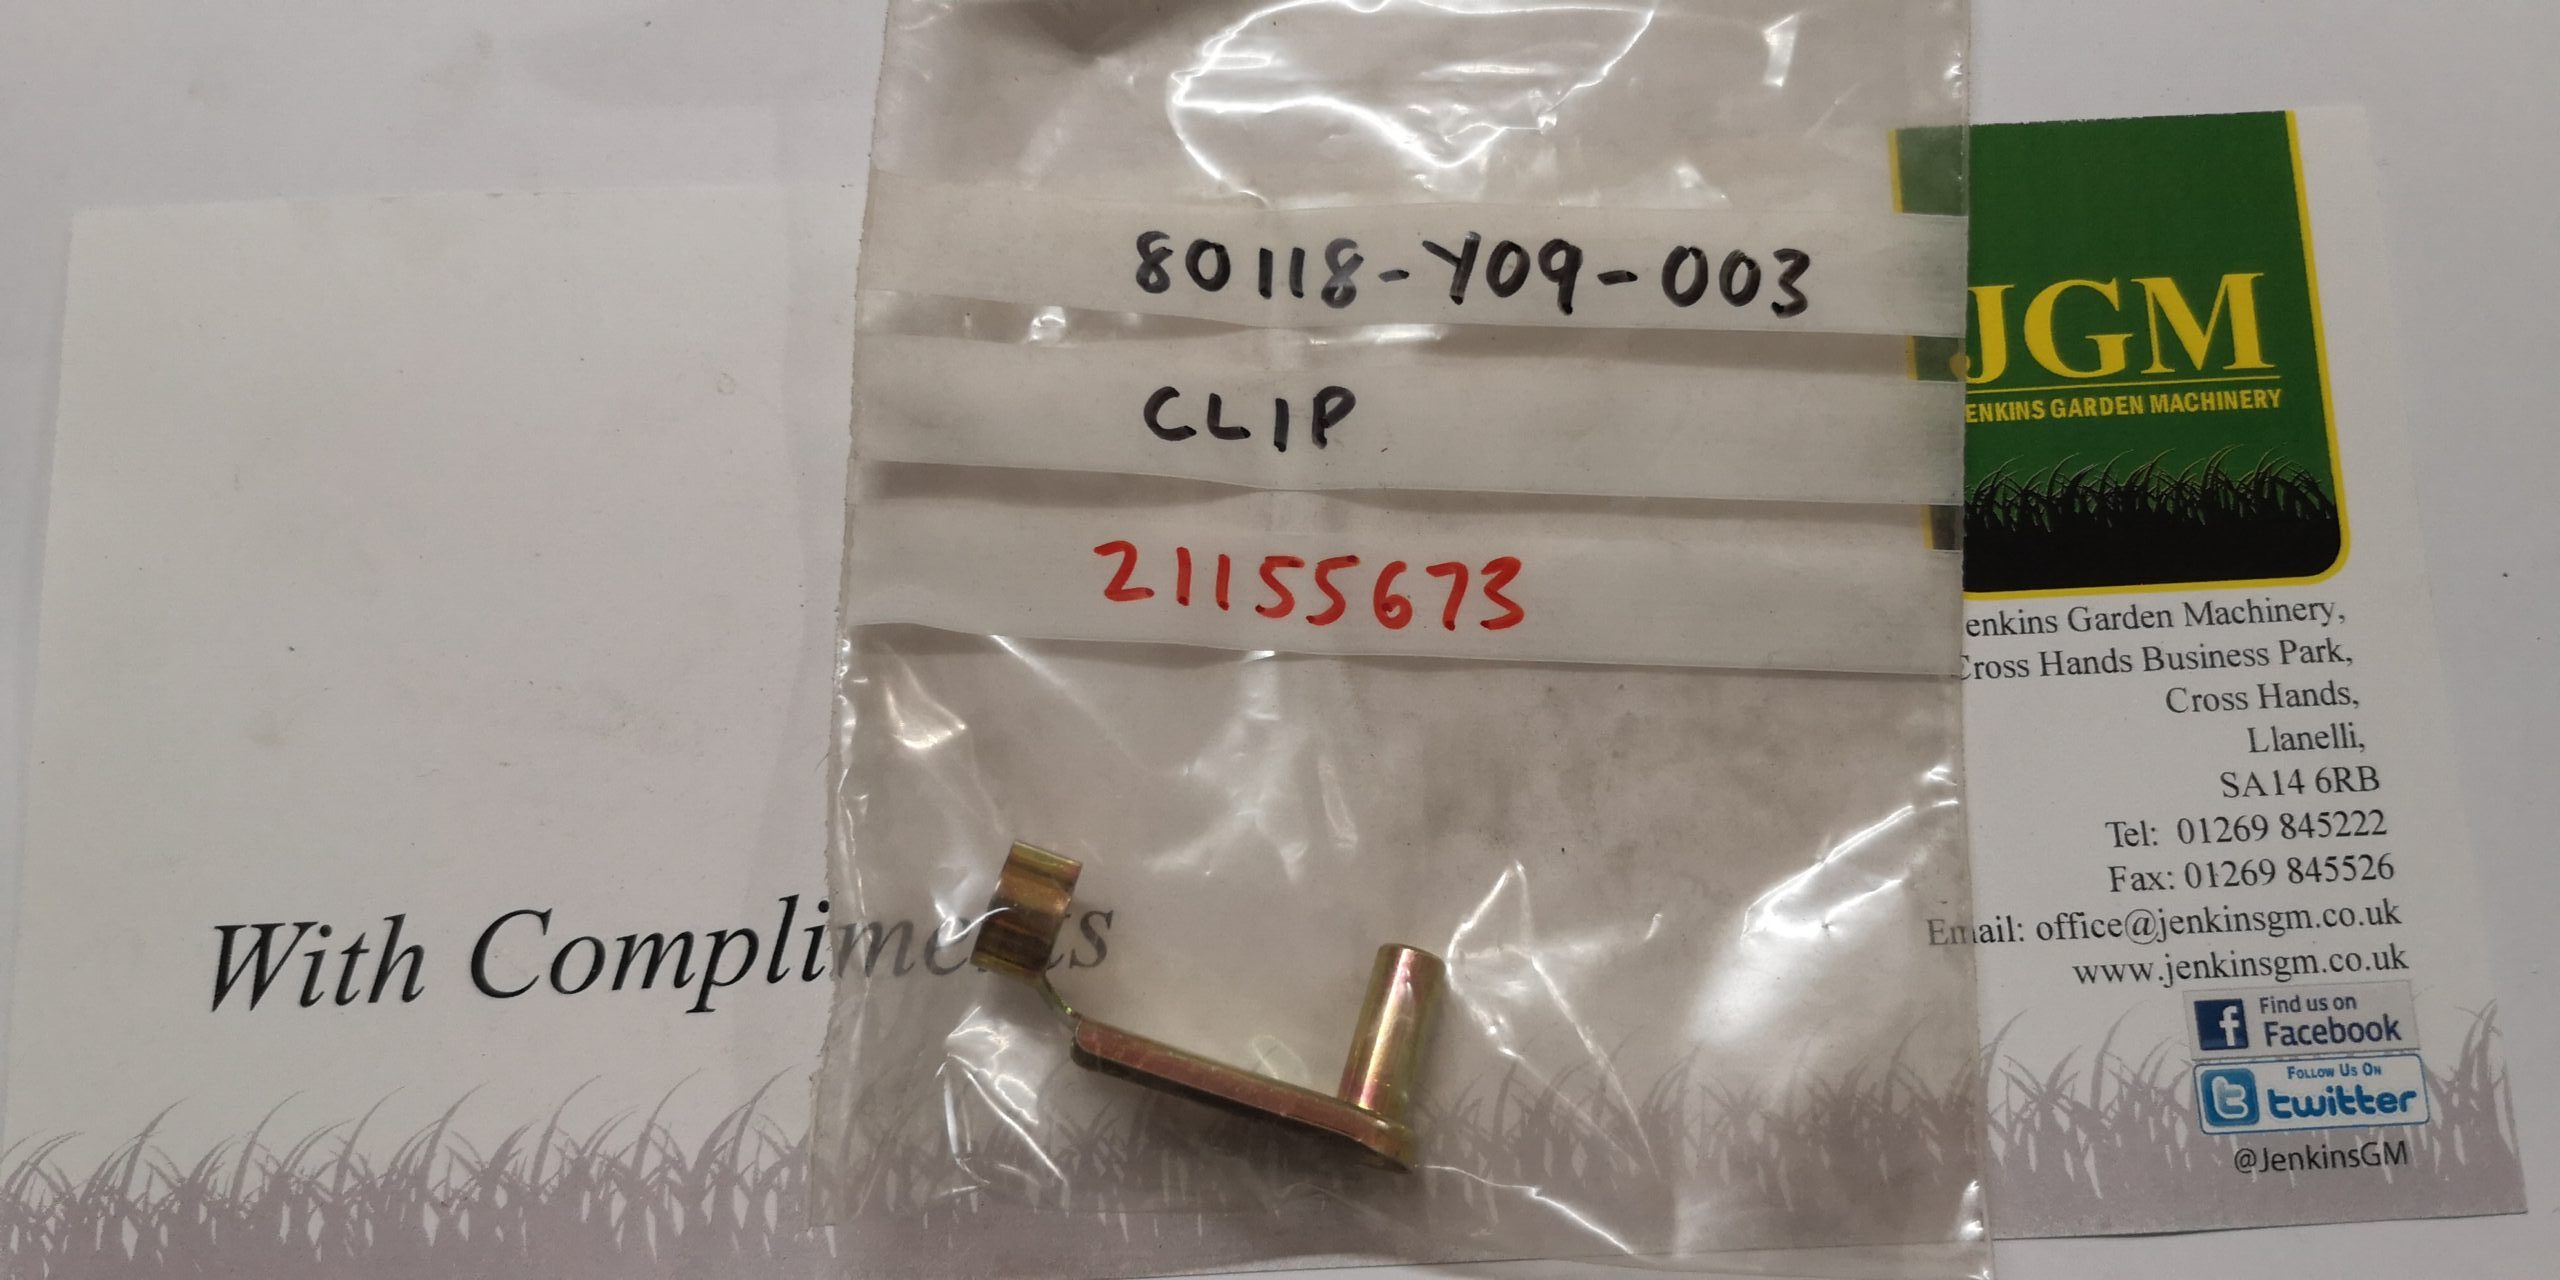 80118-Y09-003
CLIP
21155673
With Compliments
JGM
JENKINS GARDEN MACHINERY
Jenkins Garden Machinery,
Cross Hands Business Park,
Cross Hands,
Llanelli,
SA14 6RB
Tel: 01269 845222
Fax: 01269 845526
Email: office@jenkinsgm.co.uk
www.jenkinsgm.co.uk
f Find us on
Facebook
FOLLOW US ON
t twitter
@JenkinsGM